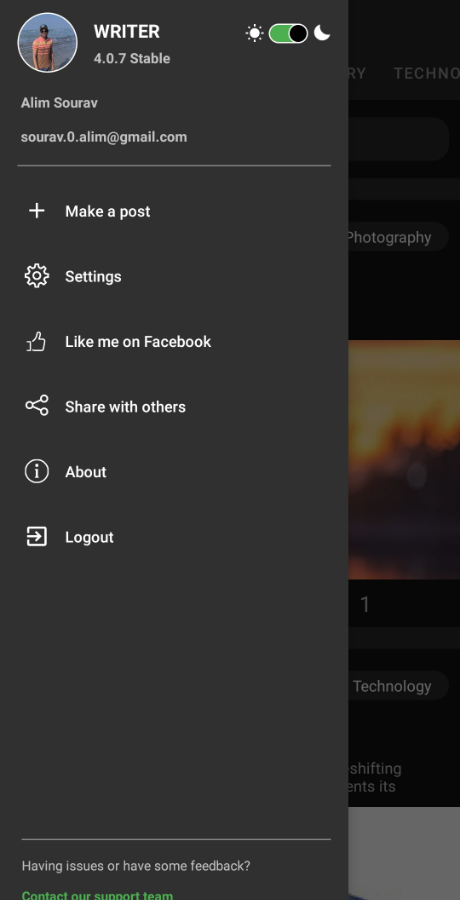 WRITER
4.0.7 Stable
Alim Sourav
sourav.0.alim@gmail.com
RY TECHNO
Make a post
Photography
Settings
Like me on Facebook
Share with others
About
Logout
1
Technology
-shifting
ents its
Having issues or have some feedback?
Contact our support team